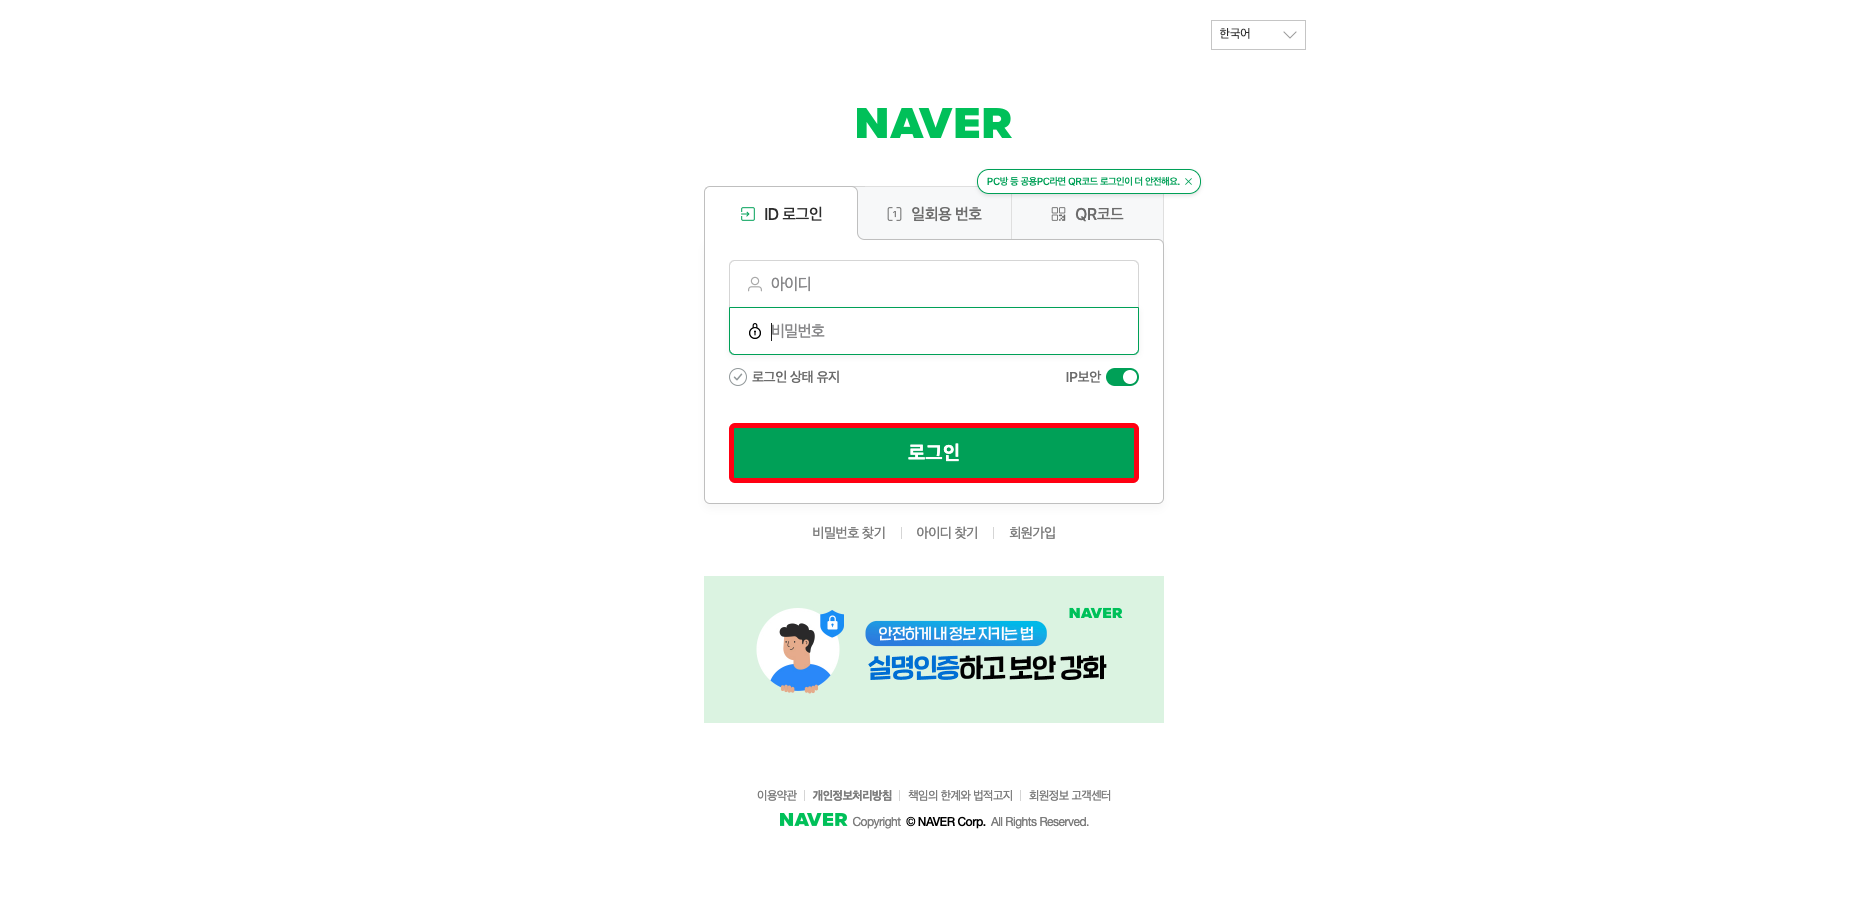 한국어
NAVER
PC방 등 공용PC라면 QR코드 로그인이 더 안전해요.
ID 로그인
일회용 번호
QR코드
아이디
비밀번호
로그인 상태 유지
IP보안
로그인
비밀번호 찾기
아이디 찾기
회원가입
NAVER
안전하게 내 정보 지키는 법
실명인증하고 보안 강화
이용약관
개인정보처리방침
책임의 한계와 법적고지
회원정보 고객센터
NAVER Copyright © NAVER Corp. All Rights Reserved.